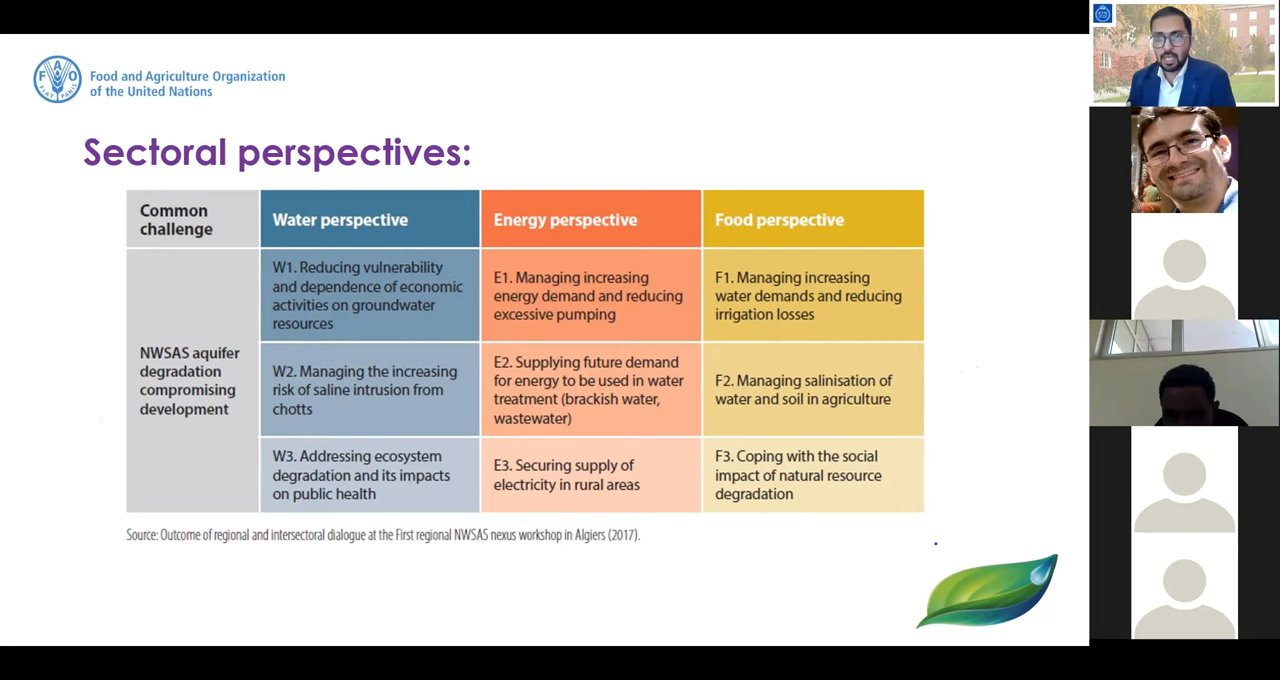 Food and Agriculture Organization
of the United Nations
Sectoral perspectives:
Common
challenge
Water perspective
Energy perspective
Food perspective
NWSAS aquifer
degradation
compromising
development
W1. Reducing vulnerability
and dependence of economic
activities on groundwater
resources
E1. Managing increasing
energy demand and reducing
excessive pumping
F1. Managing increasing
water demands and reducing
irrigation losses
W2. Managing the increasing
risk of saline intrusion from
chotts
E2. Supplying future demand
for energy to be used in water
treatment (brackish water,
wastewater)
F2. Managing salinisation of
water and soil in agriculture
W3. Addressing ecosystem
degradation and its impacts
on public health
E3. Securing supply of
electricity in rural areas
F3. Coping with the social
impact of natural resource
degradation
Source: Outcome of regional and intersectoral dialogue at the First regional NWSAS nexus workshop in Algiers (2017).